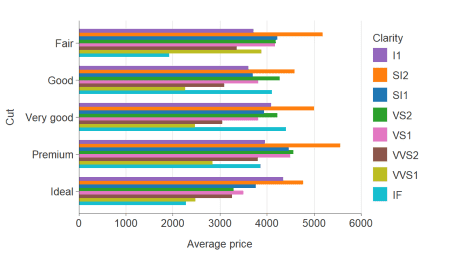 Clarity
Fair
I1
SI2
Good
SI1
VS2
Cut
Very good
VS1
VVS2
Premium
VVS1
IF
Ideal
0 1000 2000 3000 4000 5000 6000
Average price